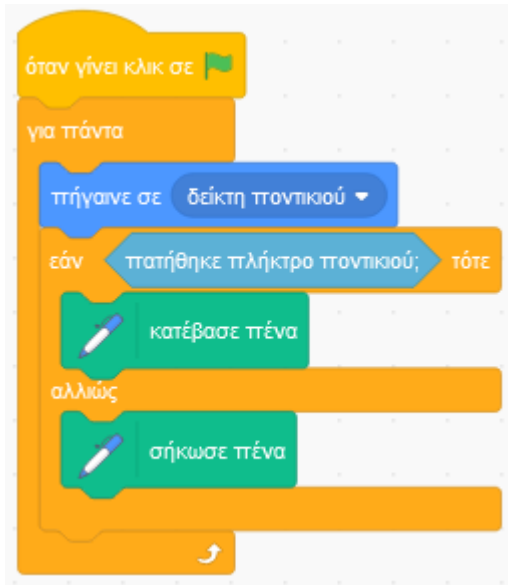 όταν γίνει κλικ σε
για πάντα
πήγαινε σε δείκτη ποντικιού
εάν πατήθηκε πλήκτρο ποντικιού; τότε
κατέβασε πένα
αλλιώς
σήκωσε πένα